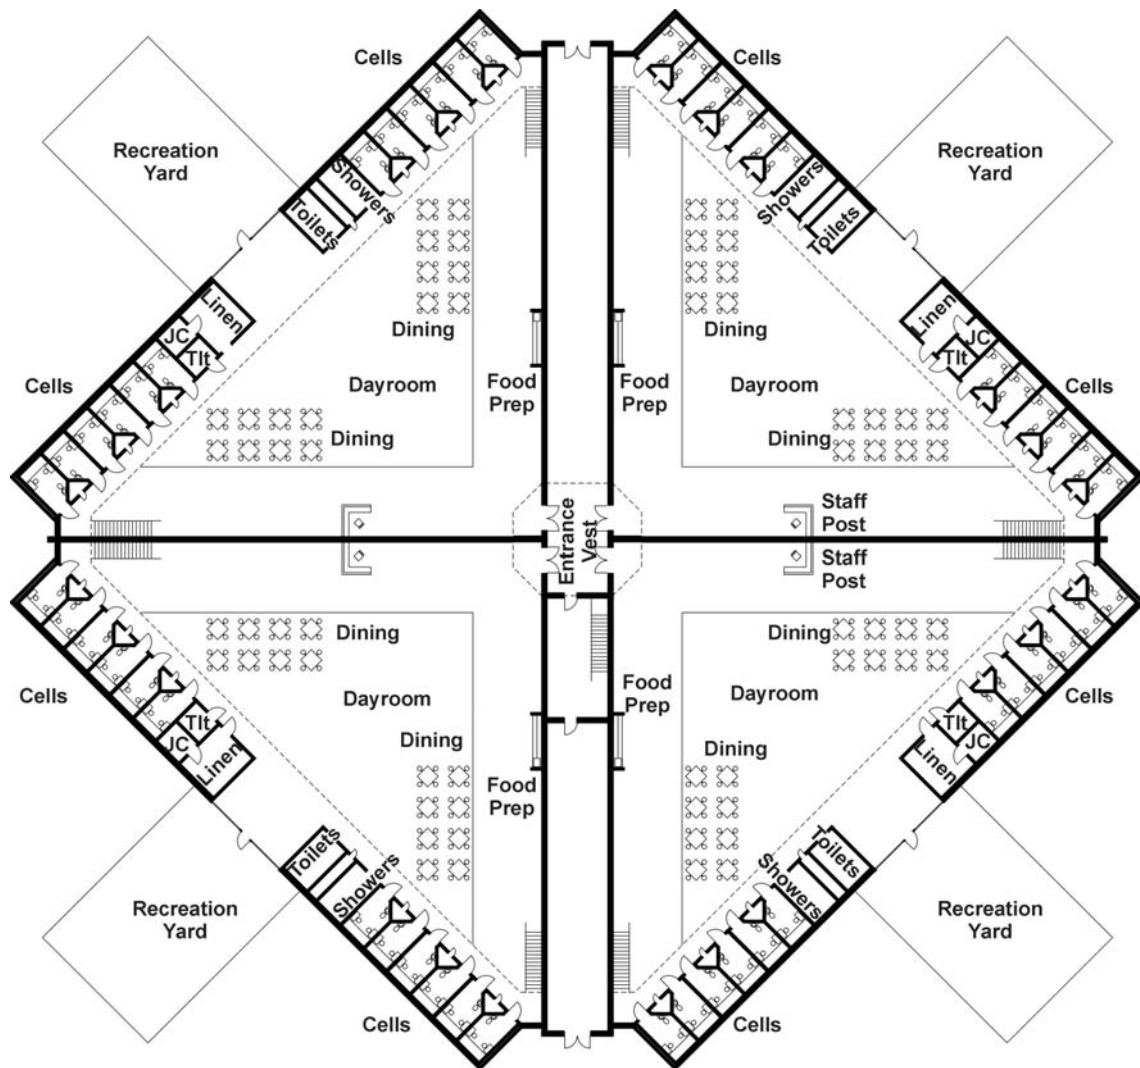 Cells
Cells
Recreation
Yard
Recreation
Yard
Showers
Toilets
Showers
Toilets
Linen
JC
Tlt
Linen
JC
Tlt
Dining
Dining
Cells
Dayroom
Food
Prep
Food
Prep
Dayroom
Cells
Dining
Dining
Staff
Post
Entrance
Vest
Staff
Post
Dining
Dining
Cells
Dayroom
Food
Prep
Dayroom
Cells
Tlt
JC
Linen
Tlt
JC
Linen
Dining
Dining
Food
Prep
Toilets
Showers
Toilets
Showers
Recreation
Yard
Recreation
Yard
Cells
Cells